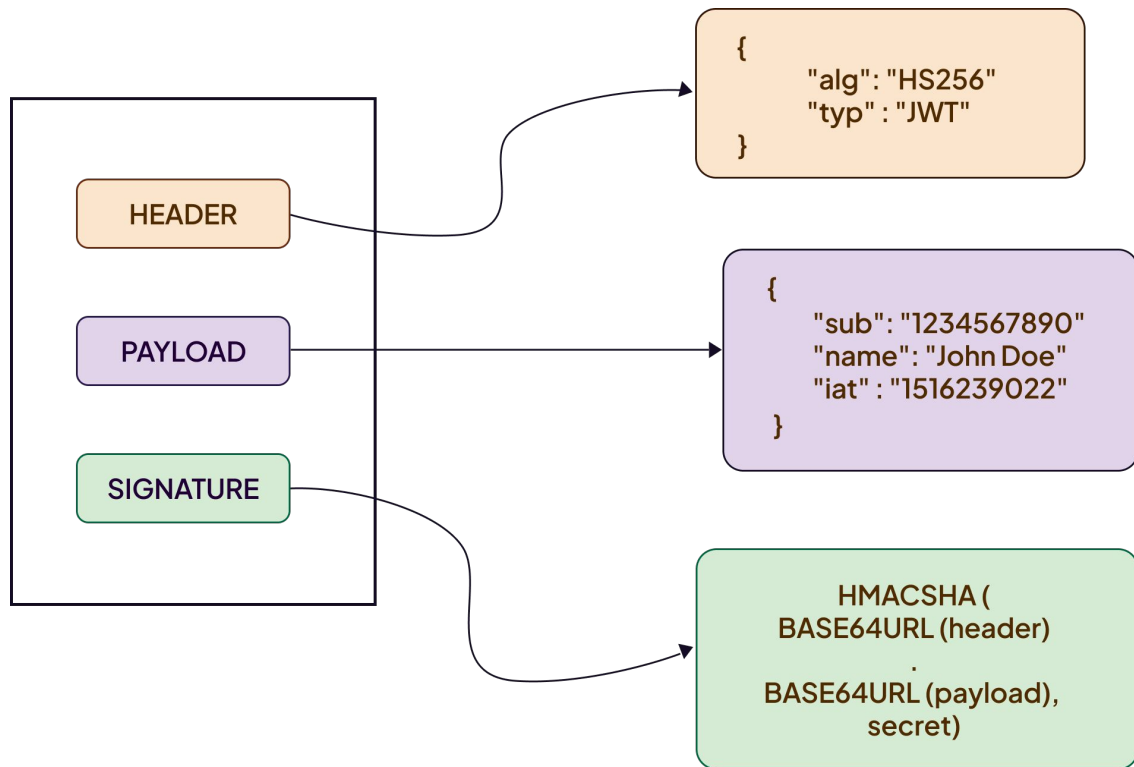 HEADER
PAYLOAD
SIGNATURE
{
"alg": "HS256"
"typ" : "JWT"
}
{
"sub": "1234567890"
"name": "John Doe"
"iat" : "1516239022"
}
HMACSHA (
BASE64URL (header)
.
BASE64URL (payload),
secret)